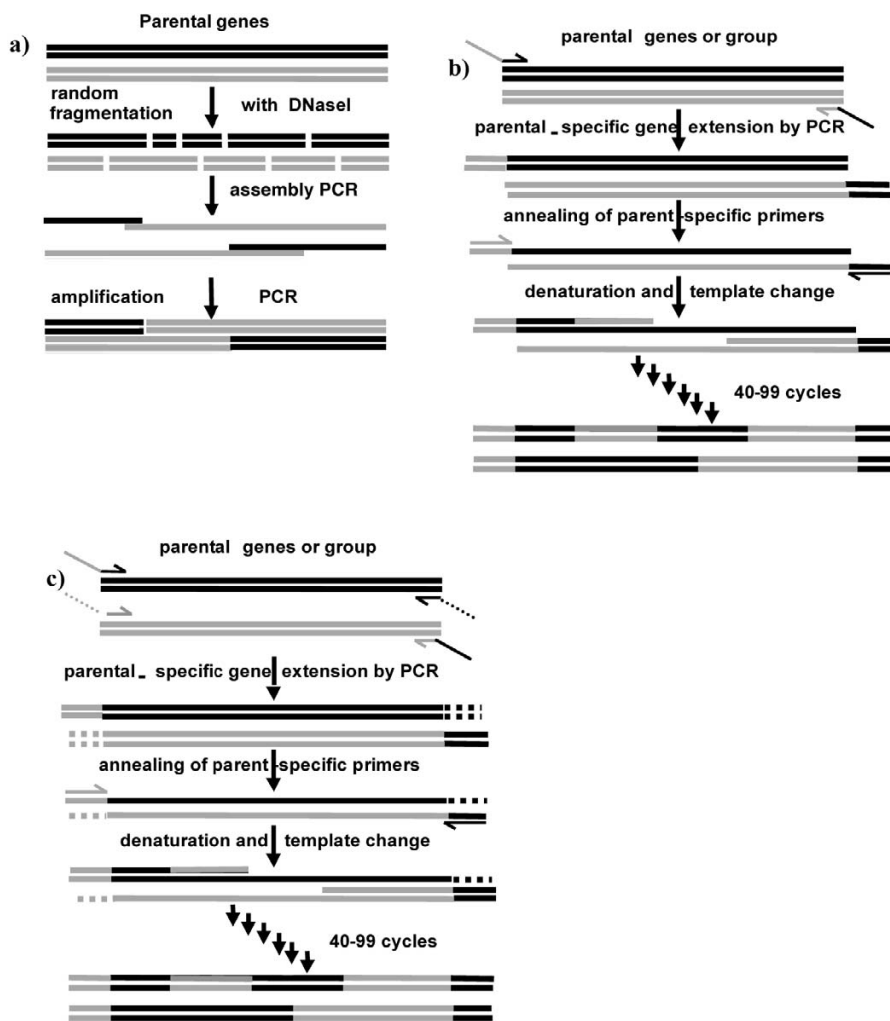 a)
Parental genes
random fragmentation with DNaseI
assembly PCR
amplification PCR
b)
parental genes or group
parental - specific gene extension by PCR
annealing of parent-specific primers
denaturation and template change
40-99 cycles
c)
parental genes or group
parental - specific gene extension by PCR
annealing of parent-specific primers
denaturation and template change
40-99 cycles